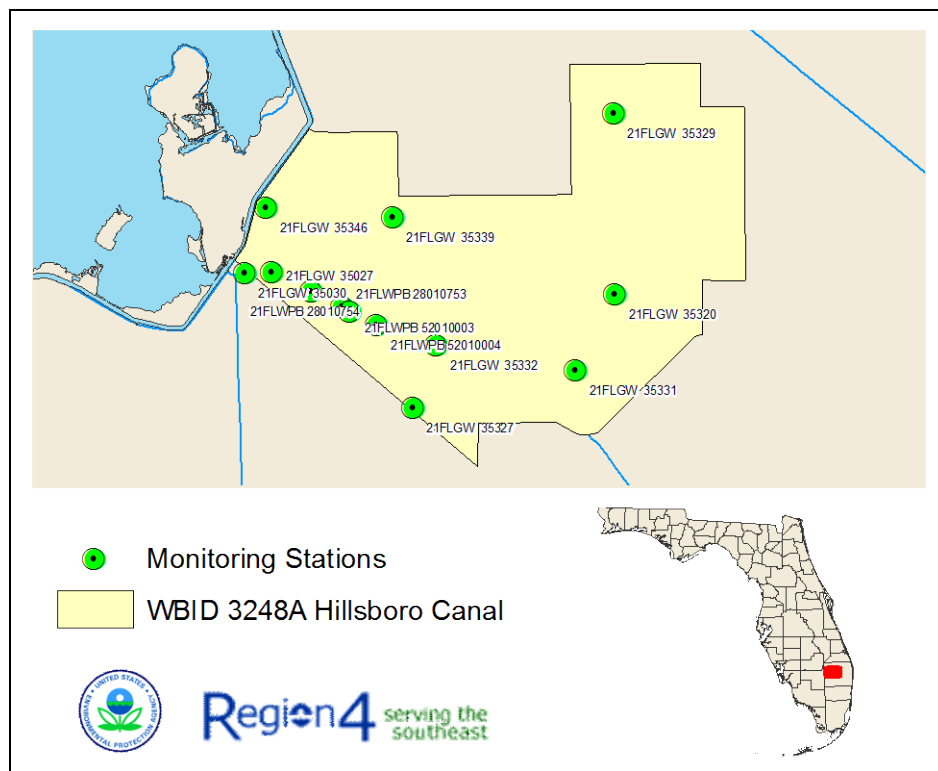 21FLGW 35329
21FLGW 35346
21FLGW 35339
21FLGW 35027
21FLGW 35030
21FLWPB 28010753
21FLWPB 28010754
21FLGW 35320
21FLWPB 52010003
21FLWPB 52010004
21FLGW 35332
21FLGW 35331
21FLGW 35327
Monitoring Stations
WBID 3248A Hillsboro Canal
UNITED STATES
ENVIRONMENTAL PROTECTION AGENCY
Region 4
serving the
southeast